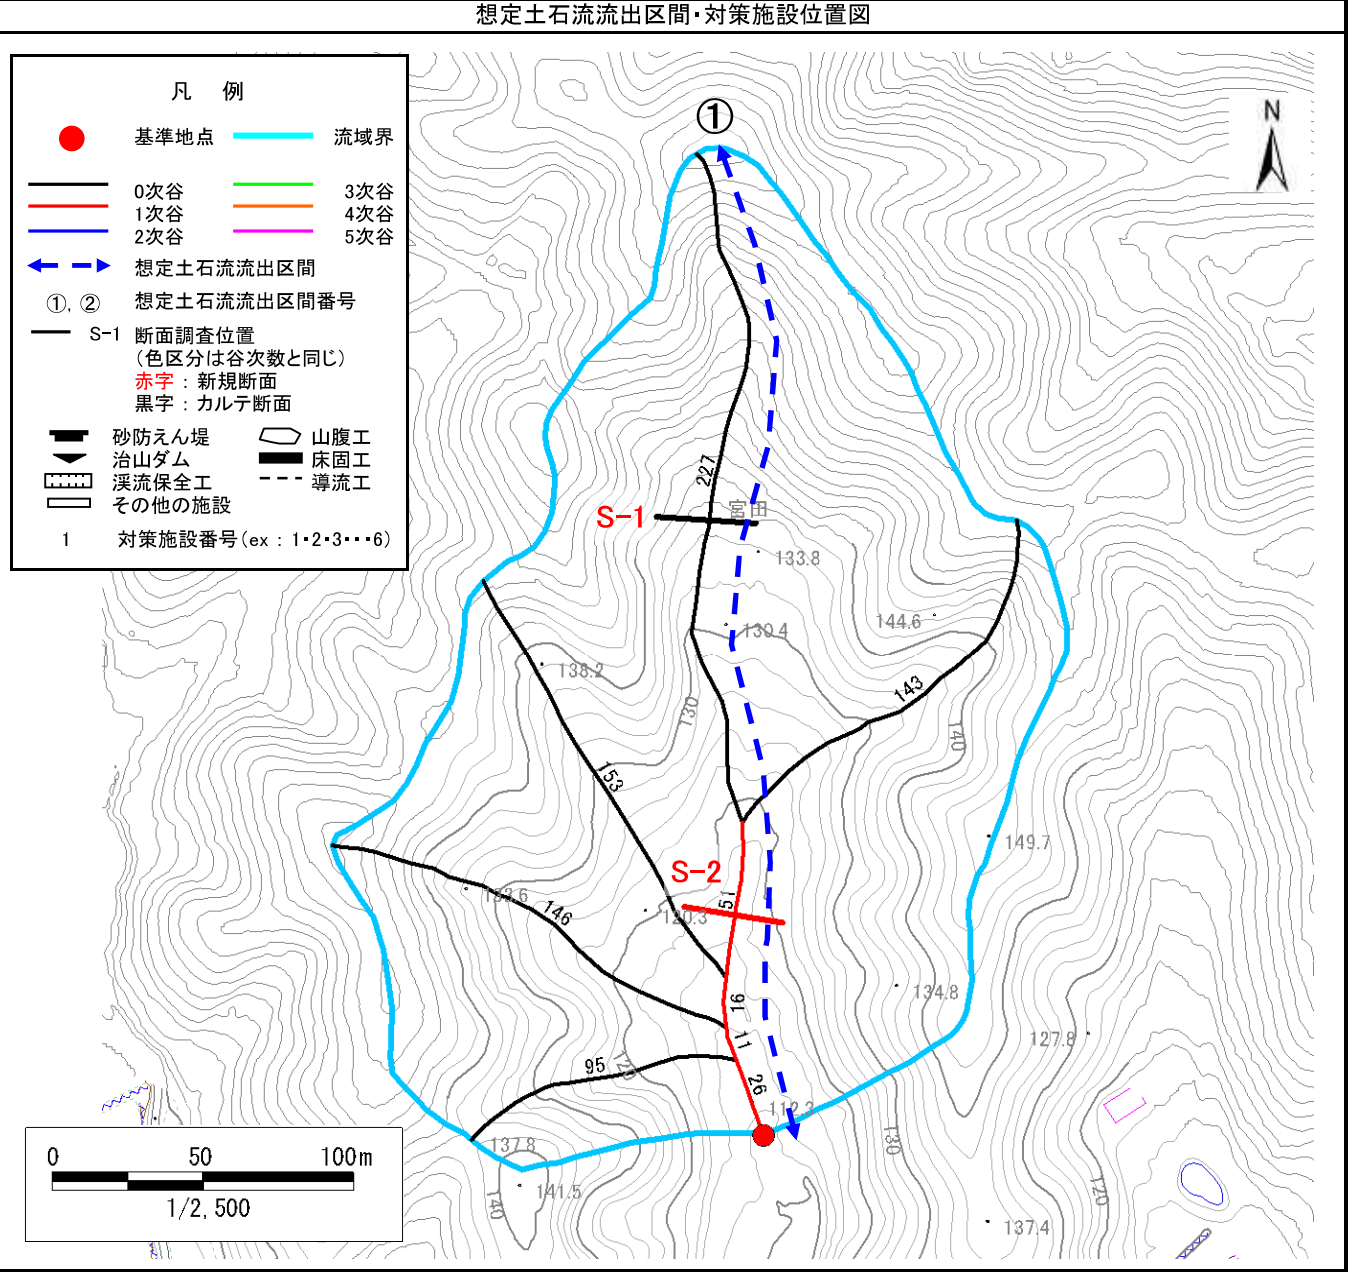 想定土石流流出区間・対策施設位置図
凡 例
基準地点 流域界
0次谷 3次谷
1次谷 4次谷
2次谷 5次谷
想定土石流流出区間
①, ② 想定土石流流出区間番号
S-1 断面調査位置
(色区分は谷次数と同じ)
赤字 : 新規断面
黒字 : カルテ断面
砂防えん堤 山腹工
治山ダム 床固工
渓流保全工 導流工
その他の施設
1 対策施設番号(ex : 1・2・3・・・6)
①
N
227
宮田
S-1
133.8
144.6
130.4
138.2
143
130
140
153
149.7
S-2
51
133.6
146
120.3
134.8
16
127.8
11
95
120
26
112.3
130
137.8
141.5
140
120
137.4
0 50 100m
1/2,500